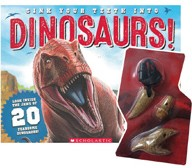 SINK YOUR TEETH INTO
DINOSAURS!
LOOK INSIDE
THE JAWS OF
20
FEARSOME
DINOSAURS!
SCHOLASTIC